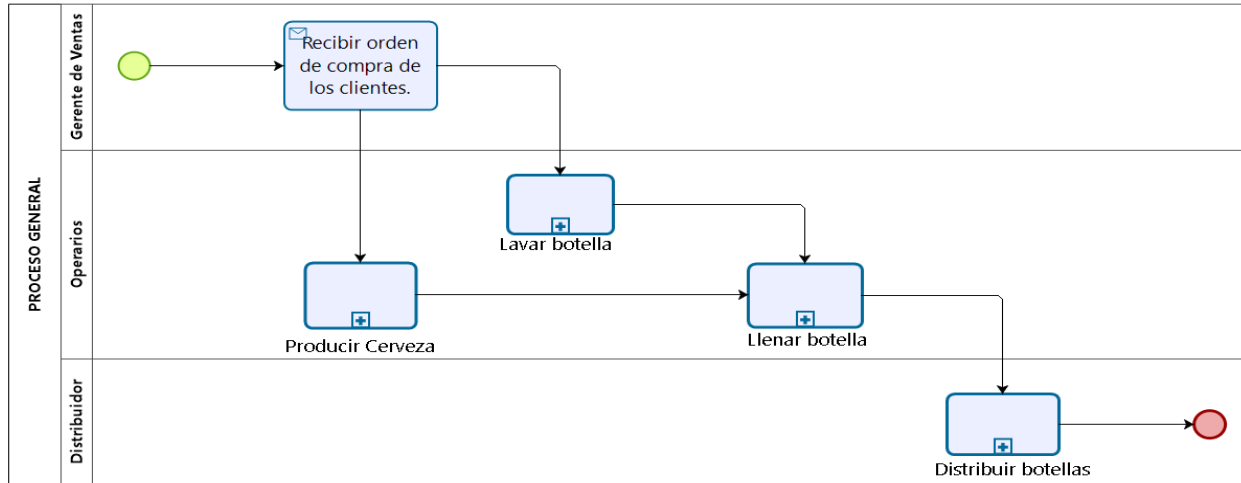 PROCESO GENERAL
Gerente de Ventas
Recibir orden
de compra de
los clientes.
Operarios
Lavar botella
Producir Cerveza
Llenar botella
Distribuidor
Distribuir botellas